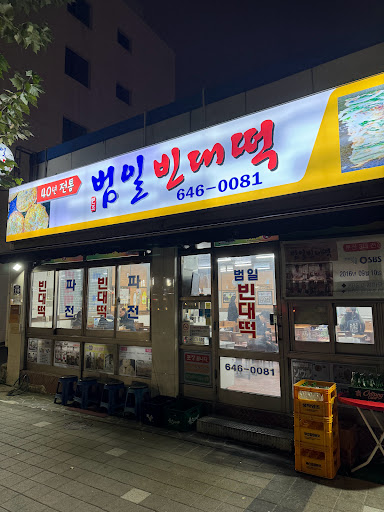 40년 전통
범일 빈대떡
646-0081
빈대떡
파전
빈대떡
파전
범일
빈대떡
646-0081
SBS